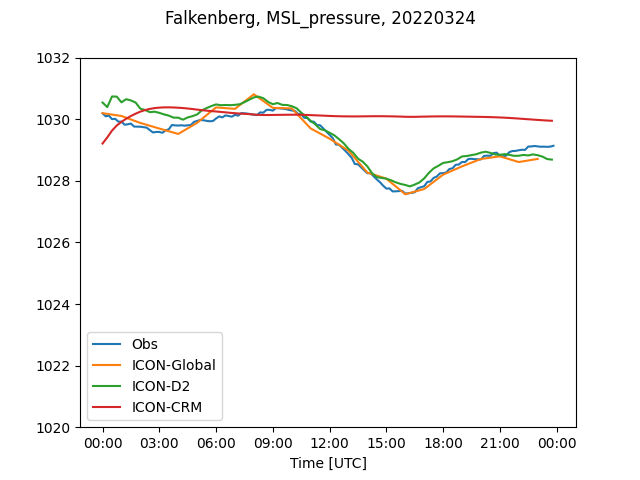 Falkenberg, MSL_pressure, 20220324
1032
1030
1028
1026
1024
1022
1020
Obs
ICON-Global
ICON-D2
ICON-CRM
00:00 03:00 06:00 09:00 12:00 15:00 18:00 21:00 00:00
Time [UTC]